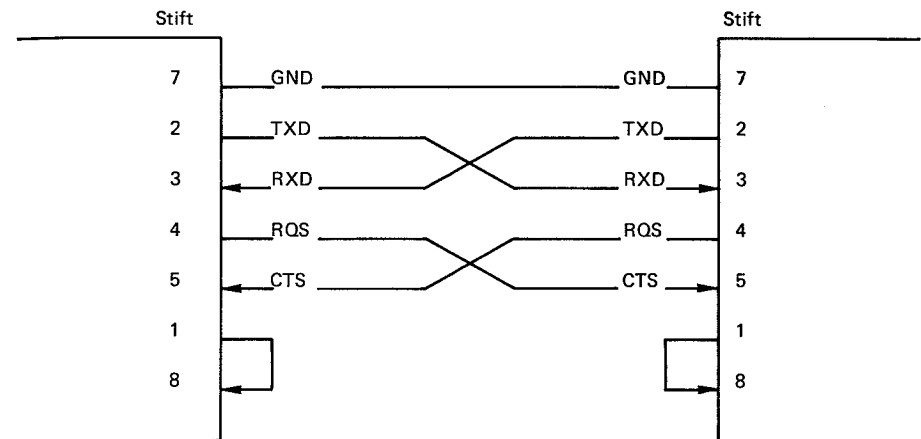 Stift Stift
7 GND GND 7
2 TXD TXD 2
3 RXD RXD 3
4 RQS RQS 4
5 CTS CTS 5
1 1
8 8